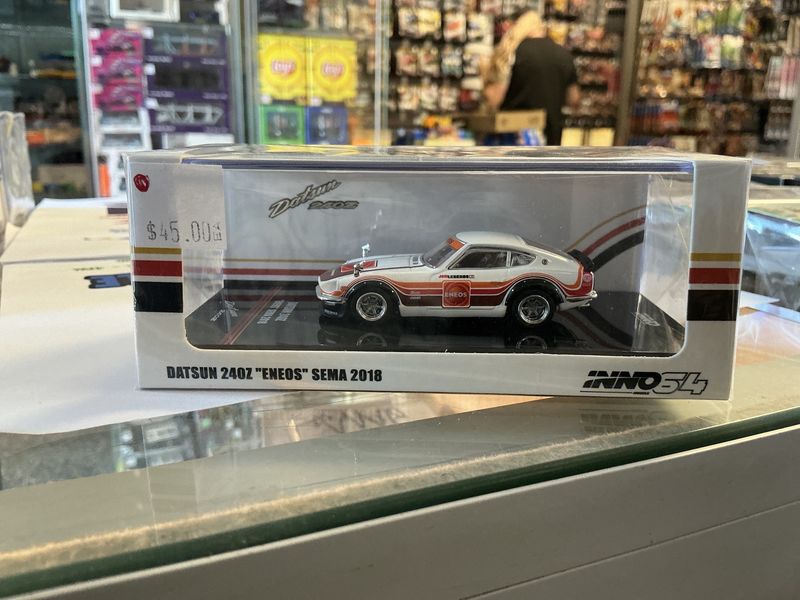 $45.00
Datsun
240Z
ENEOS
DATSUN 240Z "ENEOS" SEMA 2018
INNO64